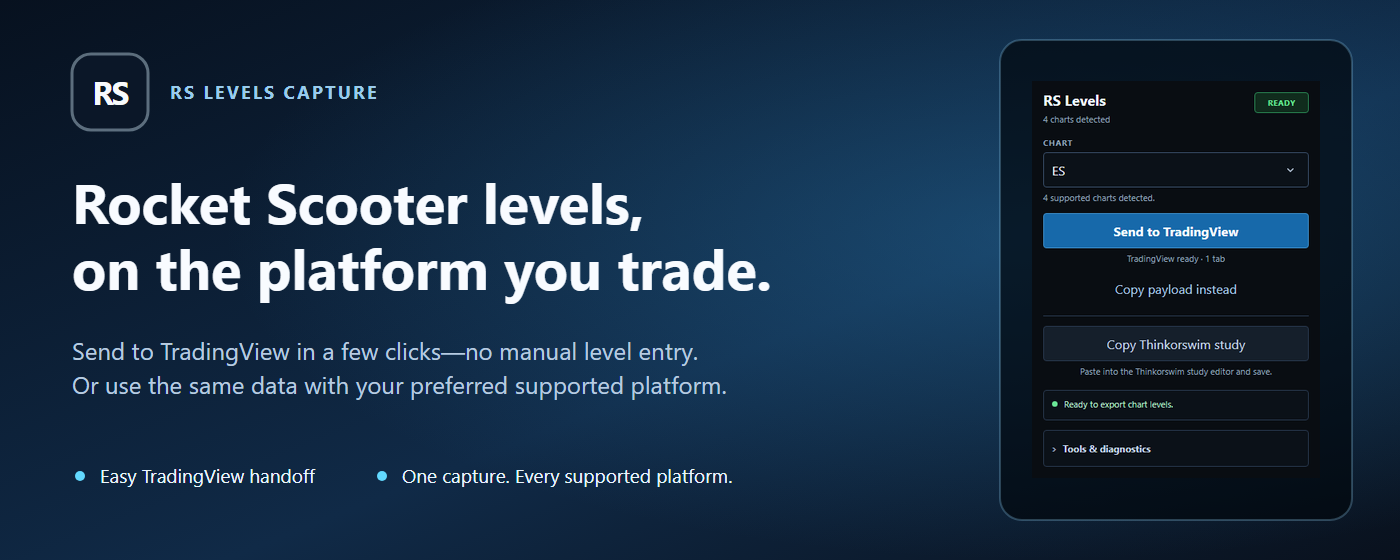 RS
RS LEVELS CAPTURE
Rocket Scooter levels,
on the platform you trade.
Send to TradingView in a few clicks—no manual level entry.
Or use the same data with your preferred supported platform.
Easy TradingView handoff
One capture. Every supported platform.
RS Levels
READY
4 charts detected
CHART
ES
4 supported charts detected.
Send to TradingView
TradingView ready · 1 tab
Copy payload instead
Copy Thinkorswim study
Paste into the Thinkorswim study editor and save.
Ready to export chart levels.
› Tools & diagnostics